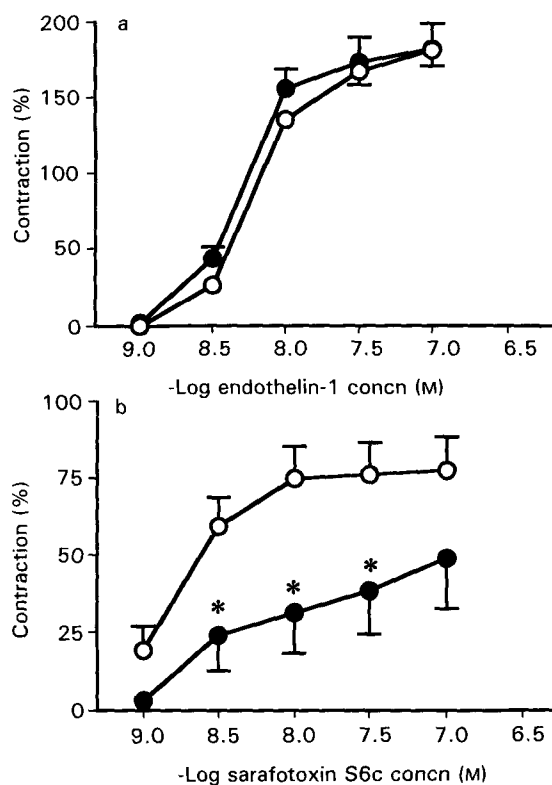 a
200
150
100
50
0
Contraction (%)
9.0 8.5 8.0 7.5 7.0 6.5
-Log endothelin-1 concn (M)
b
100
75
50
25
0
Contraction (%)
* * *
9.0 8.5 8.0 7.5 7.0 6.5
-Log sarafotoxin S6c concn (M)